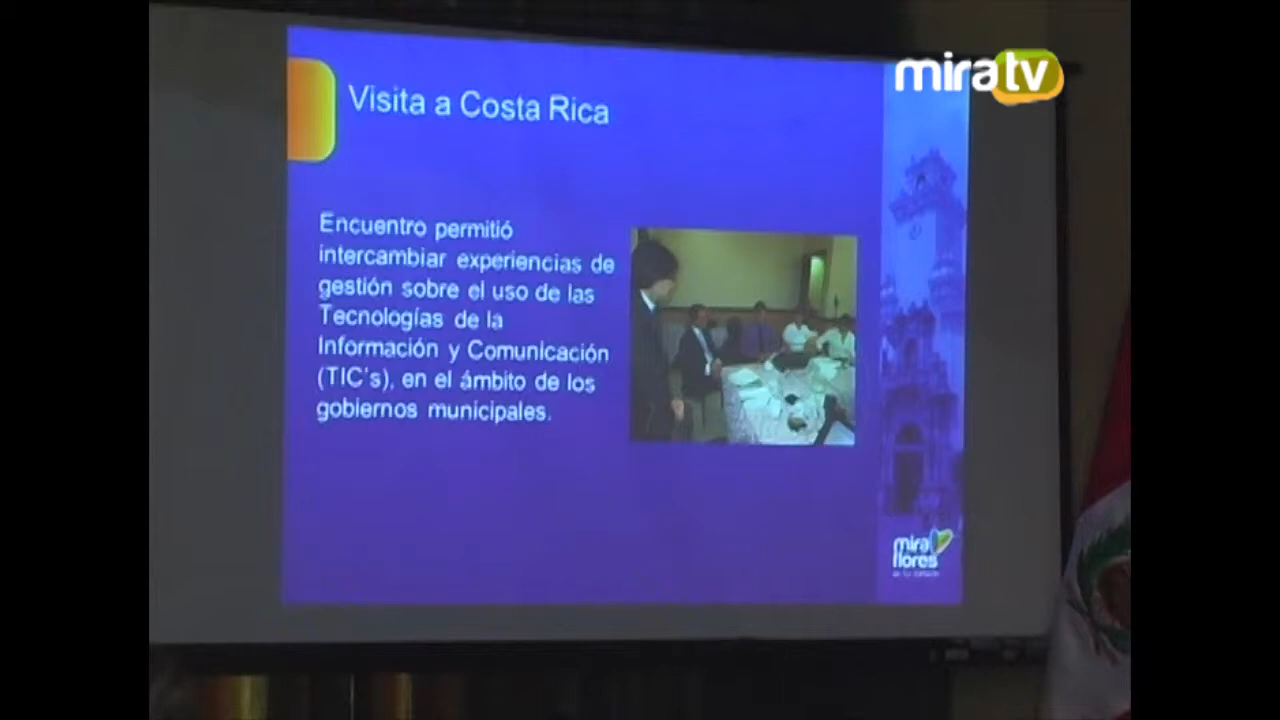 miratv
Visita a Costa Rica
Encuentro permitió
intercambiar experiencias de
gestión sobre el uso de las
Tecnologías de la
Información y Comunicación
(TIC's), en el ámbito de los
gobiernos municipales.
mira
flores